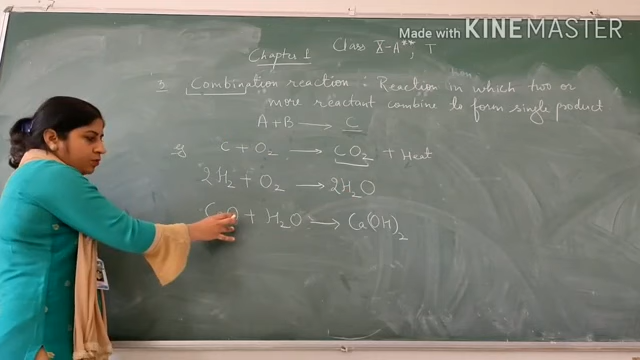 Made with KINEMASTER
Chapter 1 Class X-A**, T
3. Combination reaction : Reaction in which two or
more reactant combine to form single product
A + B → C
eg C + O2 → CO2 + Heat
2H2 + O2 → 2H2O
+ H2O → Ca(OH)2